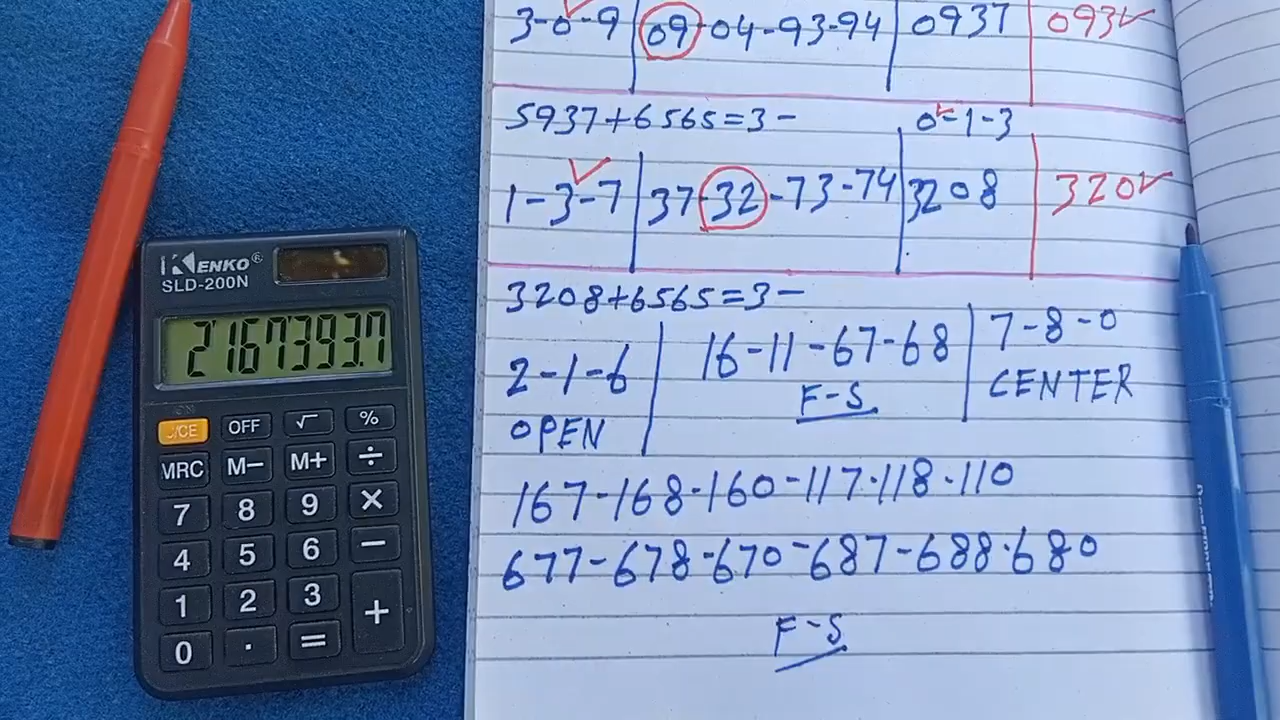 3-0-9 09-04-93-94 0937 093
5937+6565=3- 0-1-3
1-3-7 37-32-73-74 3208 320
3208+6565=3-
2-1-6 16-11-67-68 7-8-0
OPEN F-S CENTER
167-168-160-117-118-110
677-678-670-687-688-680
F-S
KENKO®
SLD-200N
2167393.7
/CE OFF √ %
MRC M− M+ ÷
7 8 9 ×
4 5 6 −
1 2 3 +
0 . =